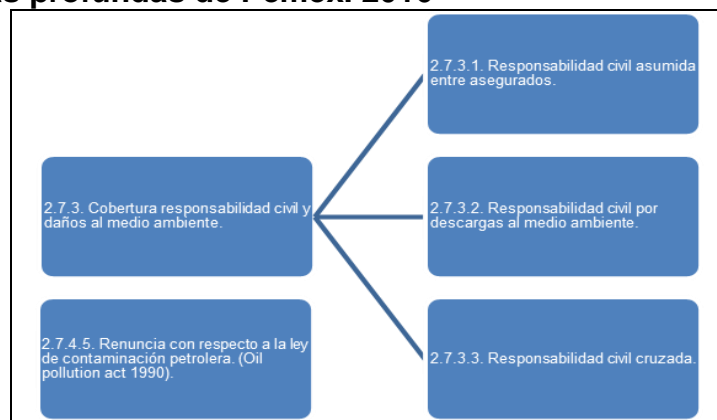 profundas de Pemex. 2010
2.7.3.1. Responsabilidad civil asumida
entre asegurados.
2.7.3. Cobertura responsabilidad civil y
daños al medio ambiente.
2.7.3.2. Responsabilidad civil por
descargas al medio ambiente.
2.7.4.5. Renuncia con respecto a la ley
de contaminación petrolera. (Oil
pollution act 1990).
2.7.3.3. Responsabilidad civil cruzada.